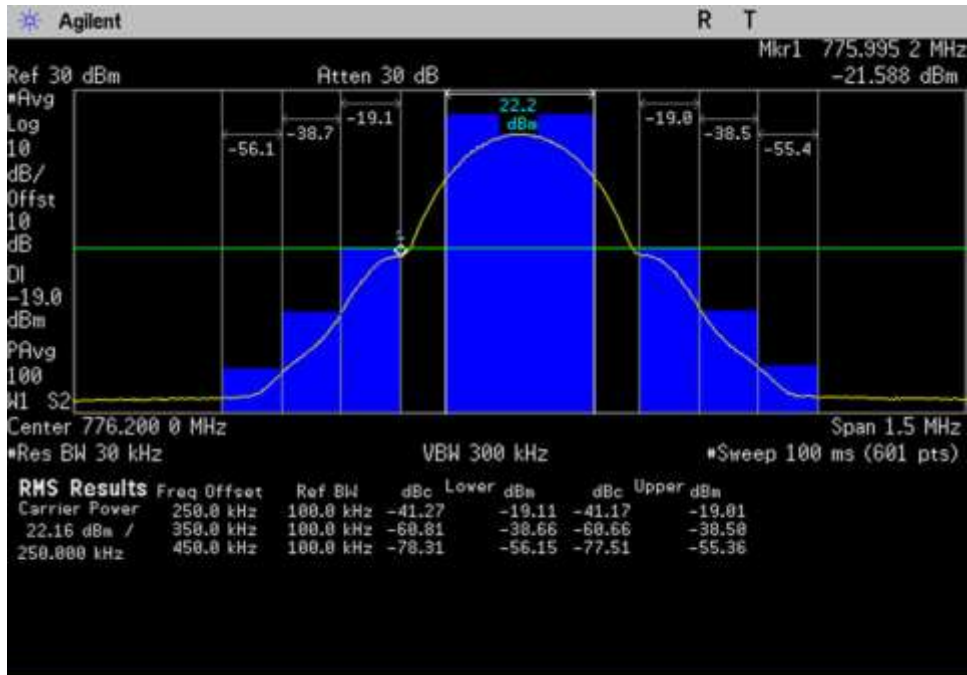 Agilent R T
Mkr1 775.995 2 MHz
Ref 30 dBm Atten 30 dB -21.588 dBm
#Avg
Log
10
dB/
Offst
10
dB
DI
-19.0
dBm
PAvg
100
W1 S2
22.2
dBm
-56.1
-38.7
-19.1
-19.0
-38.5
-55.4
Center 776.200 0 MHz Span 1.5 MHz
#Res BW 30 kHz VBW 300 kHz #Sweep 100 ms (601 pts)
RMS Results Freq Offset Ref BW dBc Lower dBm dBc Upper dBm
Carrier Power 250.0 kHz 100.0 kHz -41.27 -19.11 -41.17 -19.01
22.16 dBm / 350.0 kHz 100.0 kHz -60.81 -38.66 -60.66 -38.50
250.000 kHz 450.0 kHz 100.0 kHz -78.31 -56.15 -77.51 -55.36